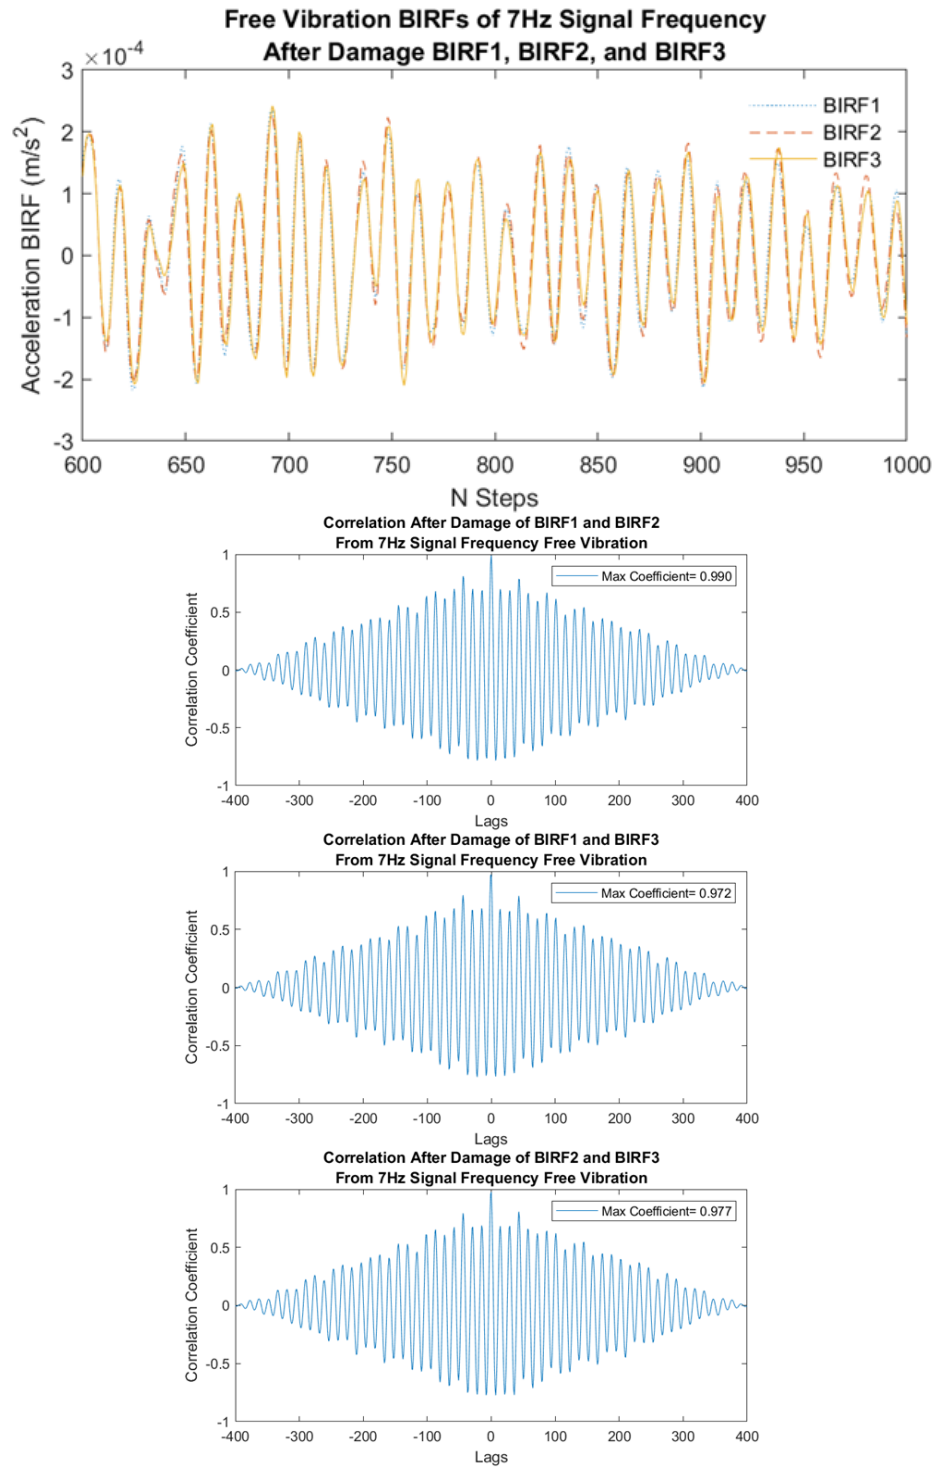 Free Vibration BIRFs of 7Hz Signal Frequency
After Damage BIRF1, BIRF2, and BIRF3
×10-4
3
2
1
0
-1
-2
-3
Acceleration BIRF (m/s2)
BIRF1
BIRF2
BIRF3
600 650 700 750 800 850 900 950 1000
N Steps
Correlation After Damage of BIRF1 and BIRF2
From 7Hz Signal Frequency Free Vibration
1
0.5
0
-0.5
-1
Correlation Coefficient
Max Coefficient= 0.990
-400 -300 -200 -100 0 100 200 300 400
Lags
Correlation After Damage of BIRF1 and BIRF3
From 7Hz Signal Frequency Free Vibration
1
0.5
0
-0.5
-1
Correlation Coefficient
Max Coefficient= 0.972
-400 -300 -200 -100 0 100 200 300 400
Lags
Correlation After Damage of BIRF2 and BIRF3
From 7Hz Signal Frequency Free Vibration
1
0.5
0
-0.5
-1
Correlation Coefficient
Max Coefficient= 0.977
-400 -300 -200 -100 0 100 200 300 400
Lags